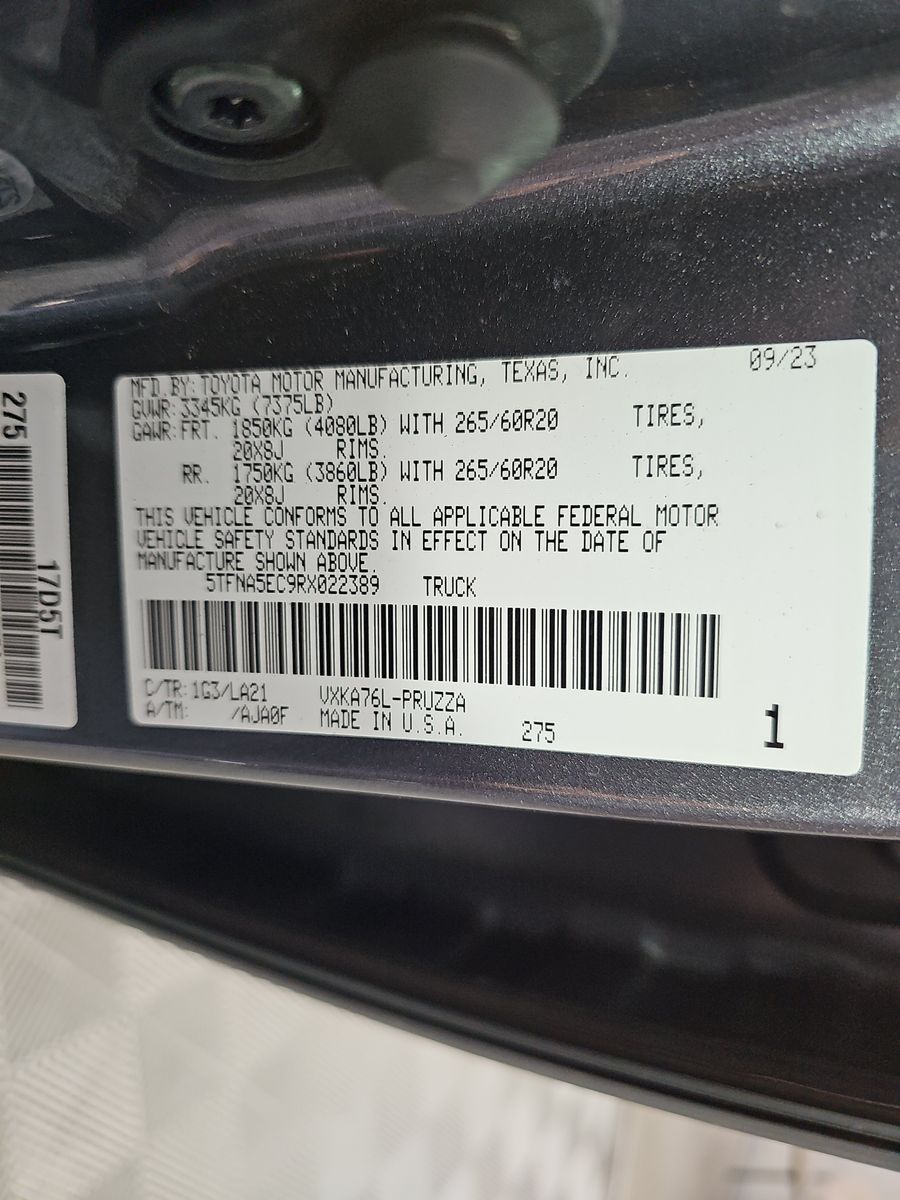 MFD.BY:TOYOTA MOTOR MANUFACTURING, TEXAS, INC. 09/23
GVWR:3345KG (7375LB)
GAWR:FRT. 1850KG (4080LB) WITH 265/60R20 TIRES,
20X8J RIMS.
RR. 1750KG (3860LB) WITH 265/60R20 TIRES,
20X8J RIMS.
THIS VEHICLE CONFORMS TO ALL APPLICABLE FEDERAL MOTOR
VEHICLE SAFETY STANDARDS IN EFFECT ON THE DATE OF
MANUFACTURE SHOWN ABOVE.
5TFNA5EC9RX022389 TRUCK
C/TR:1G3/LA21 VXKA76L-PRUZZA
A/TM: /AJA0F MADE IN U.S.A. 275 1
275
17D5T